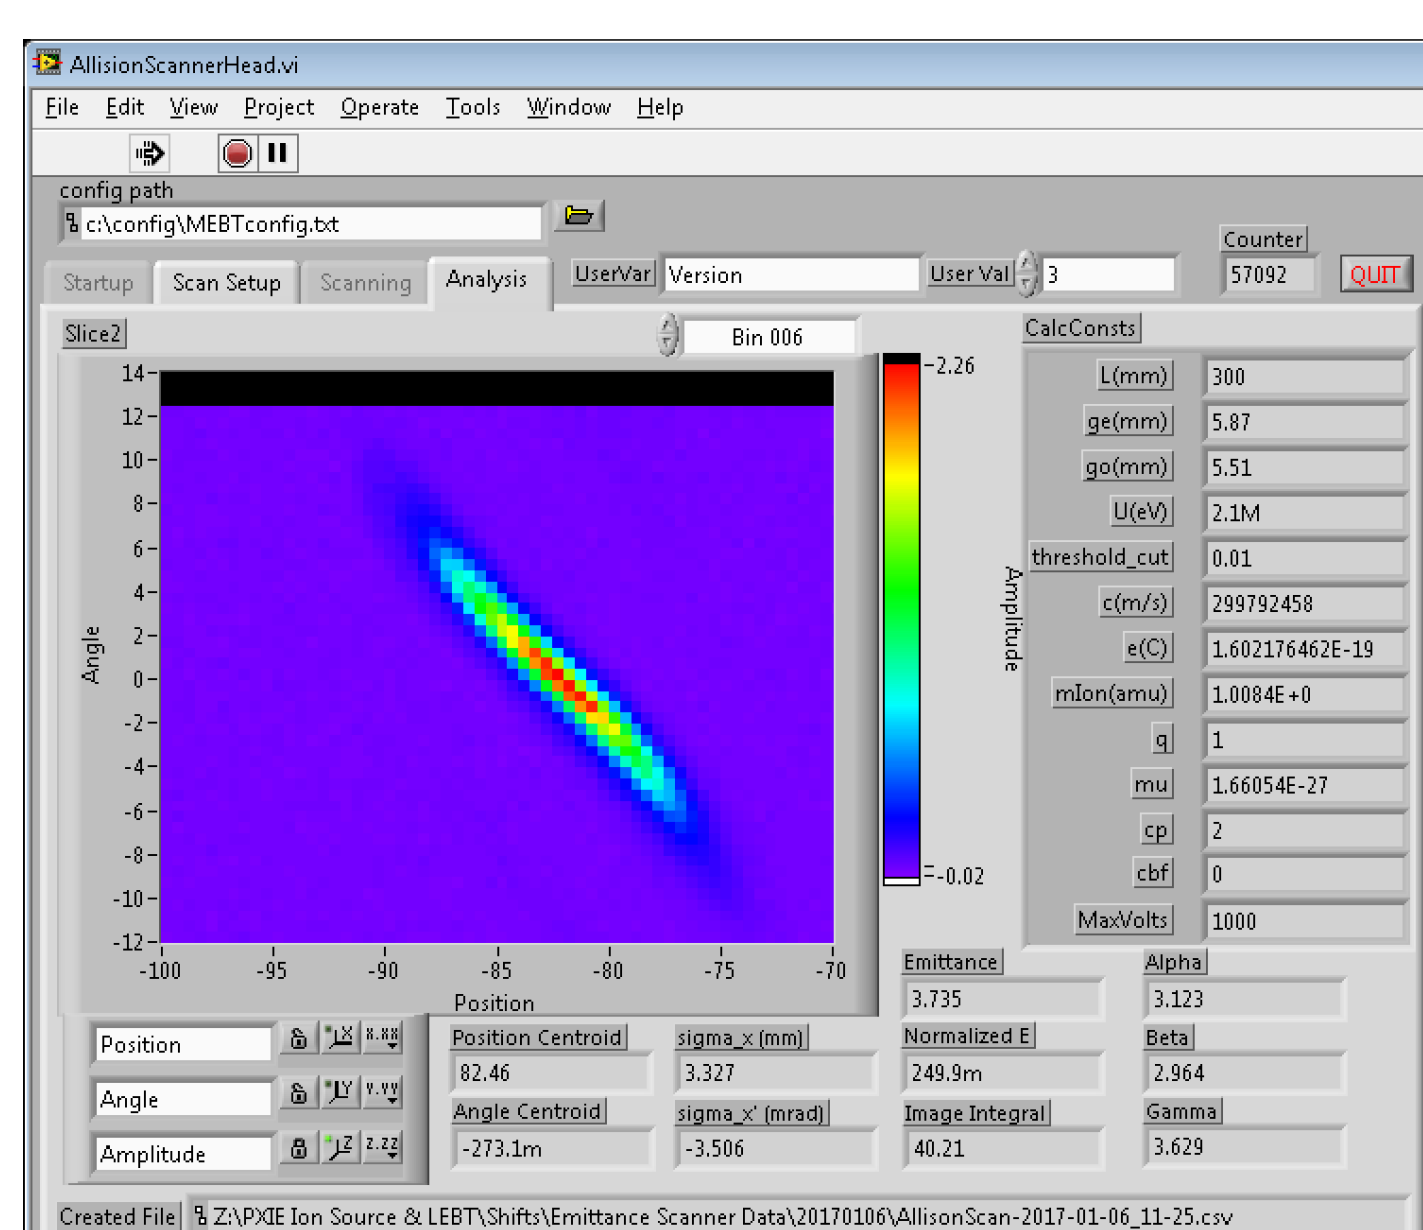 AllisionScannerHead.vi
File Edit View Project Operate Tools Window Help
config path
c:\config\MEBTconfig.txt
Counter
Startup Scan Setup Scanning Analysis UserVar Version User Val 3 57092 QUIT
Slice2 Bin 006 CalcConsts
14
12
10
8
6
4
2
0
-2
-4
-6
-8
-10
-12
Angle
-100 -95 -90 -85 -80 -75 -70
Position
2.26
-0.02
Amplitude
L(mm) 300
ge(mm) 5.87
go(mm) 5.51
U(eV) 2.1M
threshold_cut 0.01
c(m/s) 299792458
e(C) 1.602176462E-19
mIon(amu) 1.0084E+0
q 1
mu 1.66054E-27
cp 2
cbf 0
MaxVolts 1000
Emittance Alpha
3.735 3.123
Position X X.XX Position Centroid sigma_x (mm) Normalized E Beta
82.46 3.327 249.9m 2.964
Angle Y Y.YY Angle Centroid sigma_x' (mrad) Image Integral Gamma
-273.1m -3.506 40.21 3.629
Amplitude Z Z.ZZ
Created File Z:\PXIE Ion Source & LEBT\Shifts\Emittance Scanner Data\20170106\AllisonScan-2017-01-06_11-25.csv